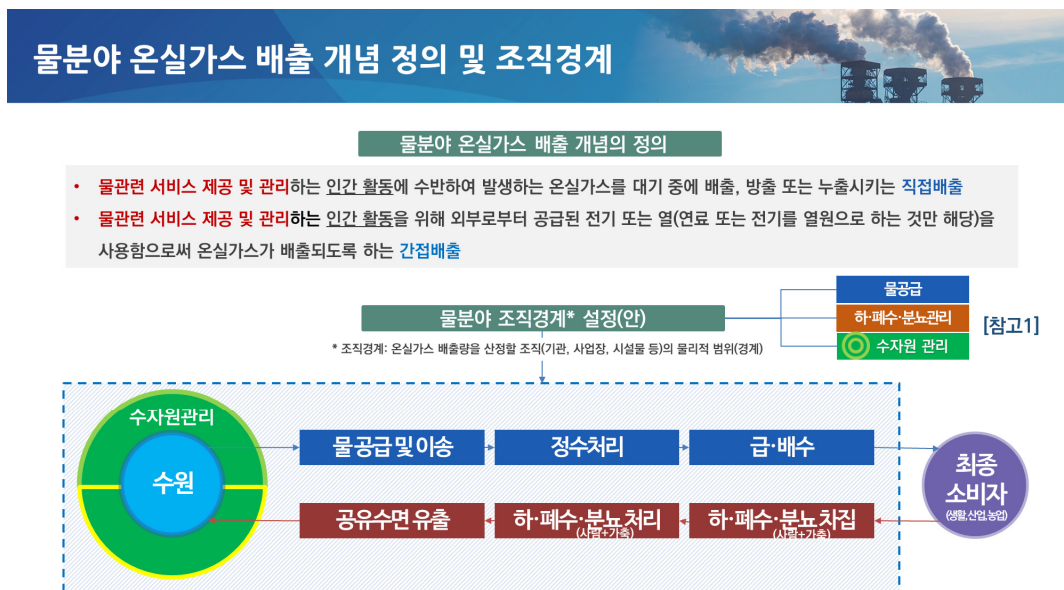 물분야 온실가스 배출 개념 정의 및 조직경계
물분야 온실가스 배출 개념의 정의
• 물관련 서비스 제공 및 관리하는 인간 활동에 수반하여 발생하는 온실가스를 대기 중에 배출, 방출 또는 누출시키는 직접배출
• 물관련 서비스 제공 및 관리하는 인간 활동을 위해 외부로부터 공급된 전기 또는 열(연료 또는 전기를 열원으로 하는 것만 해당)을
사용함으로써 온실가스가 배출되도록 하는 간접배출
물공급
하·폐수·분뇨관리
수자원 관리
[참고1]
물분야 조직경계* 설정(안)
* 조직경계: 온실가스 배출량을 산정할 조직(기관, 사업장, 시설물 등)의 물리적 범위(경계)
수자원관리
수원
물 공급 및 이송
정수처리
급·배수
최종
소비자
(생활,산업,농업)
공유수면 유출
하·폐수·분뇨 처리
(사람+가축)
하·폐수·분뇨 차집
(사람+가축)